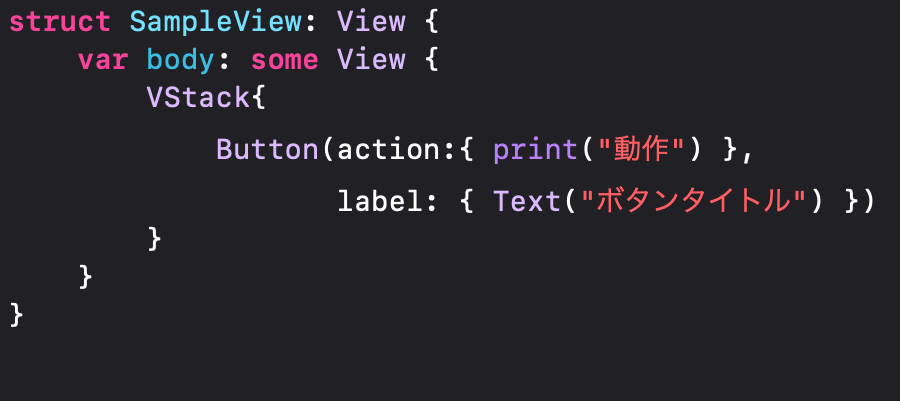 struct SampleView: View {
    var body: some View {
        VStack{
            Button(action:{ print("動作") },
                   label: { Text("ボタンタイトル") })
        }
    }
}